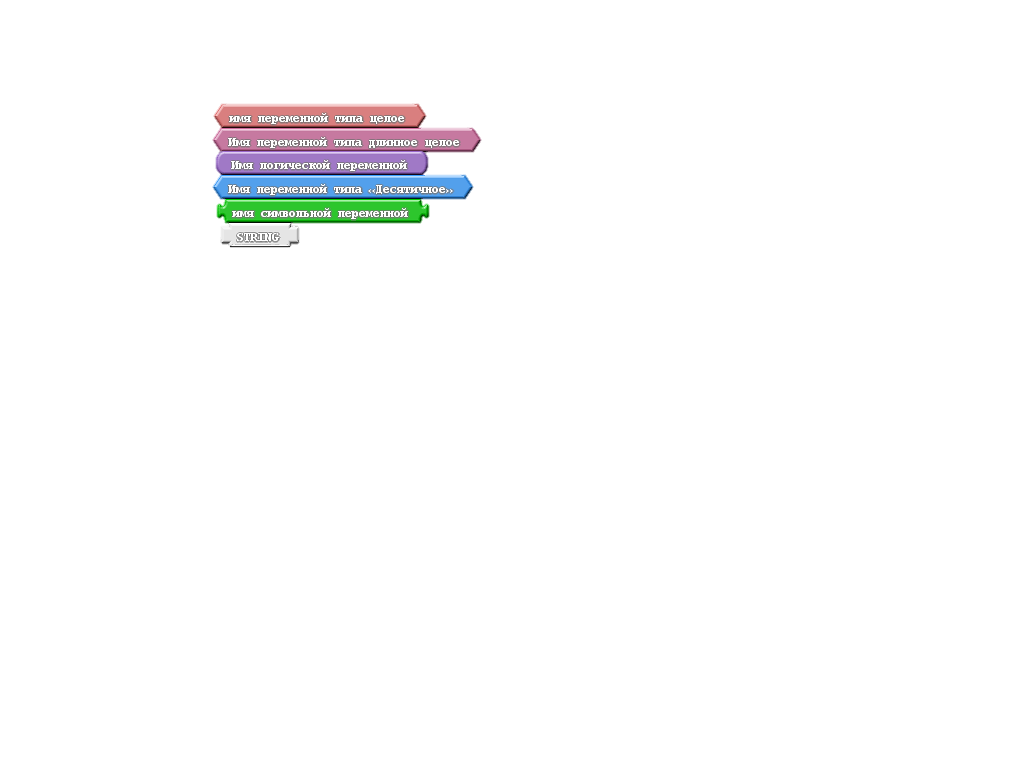 имя переменной типа целое
Имя переменной типа длинное целое
Имя логической переменной
Имя переменной типа «Десятичное»
имя символьной переменной
STRING